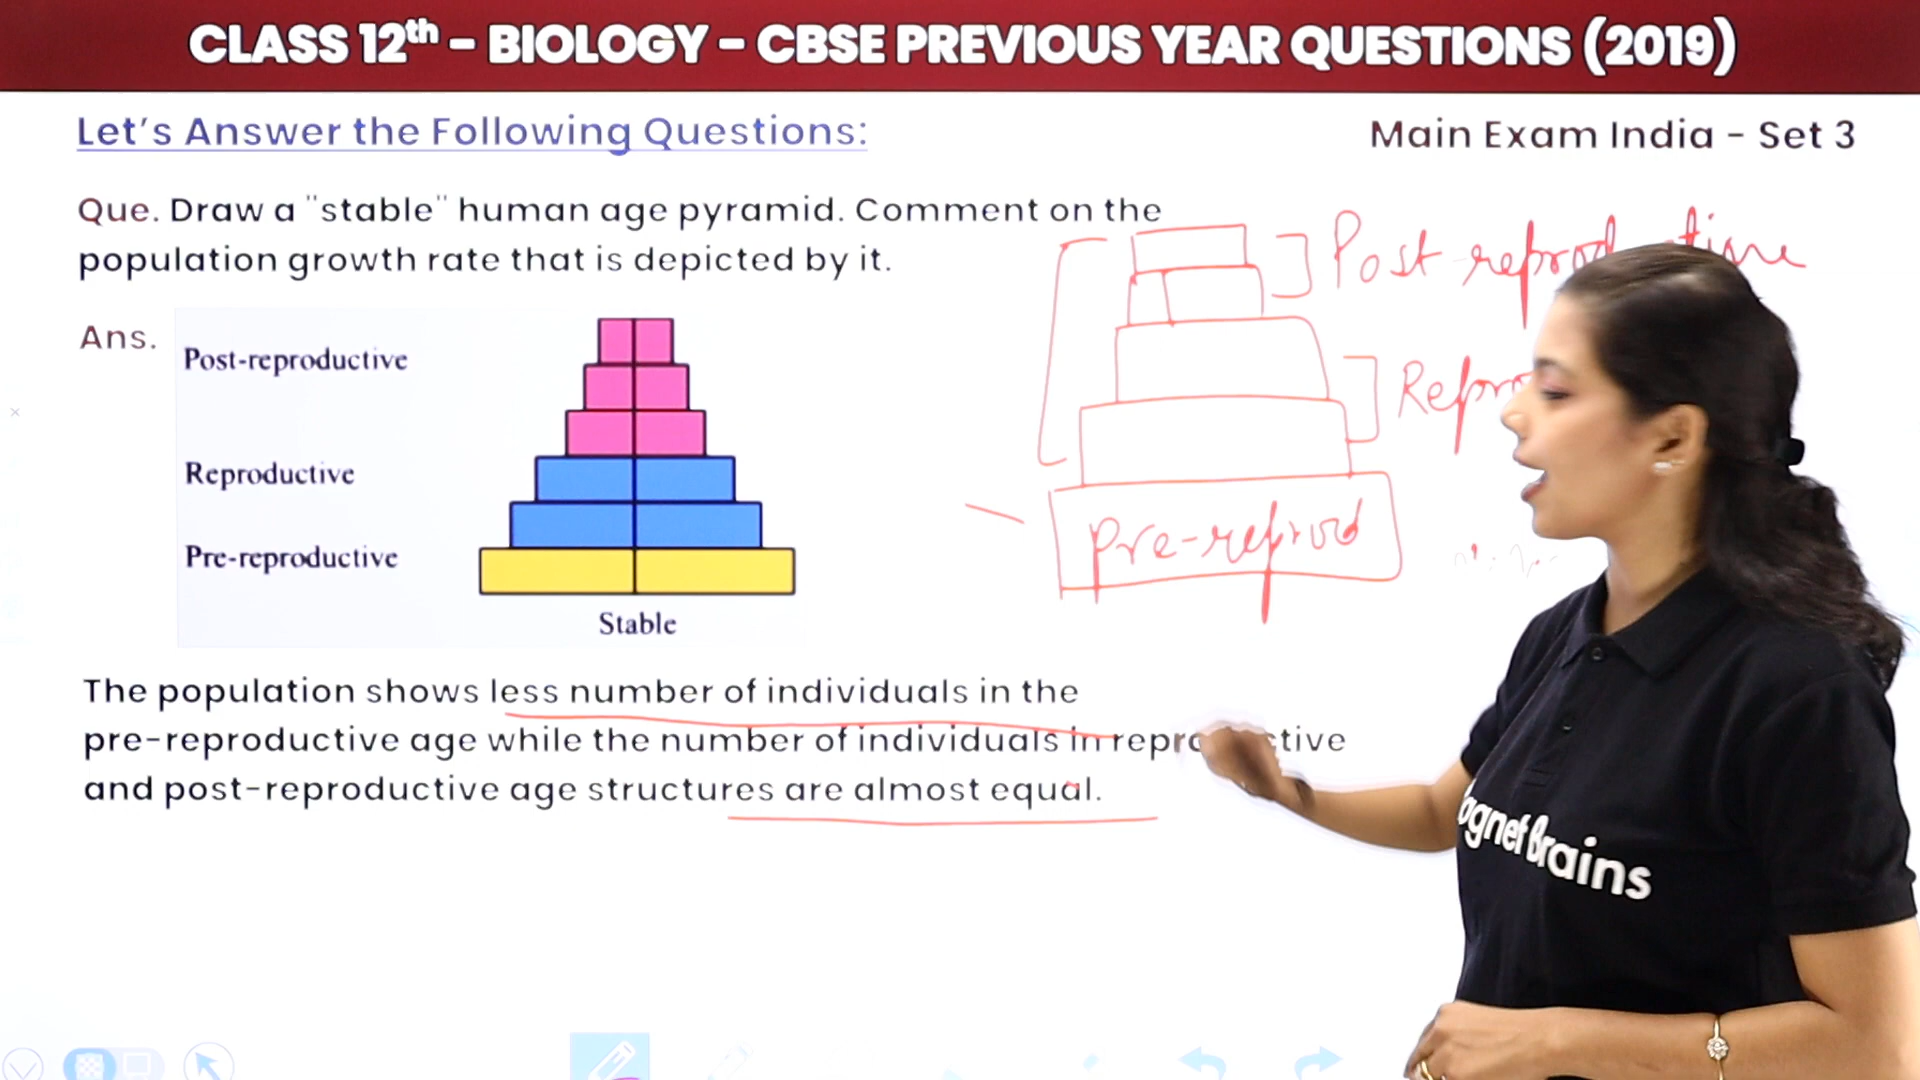 CLASS 12th - BIOLOGY - CBSE PREVIOUS YEAR QUESTIONS (2019)
Let's Answer the Following Questions:
Main Exam India - Set 3
Que. Draw a "stable" human age pyramid. Comment on the
population growth rate that is depicted by it.
Ans.
Post-reproductive
Reproductive
Pre-reproductive
Stable
Post
Pre-reprod
The population shows less number of individuals in the
pre-reproductive age while the number of individuals in
and post-reproductive age structures are almost equal.
Brains